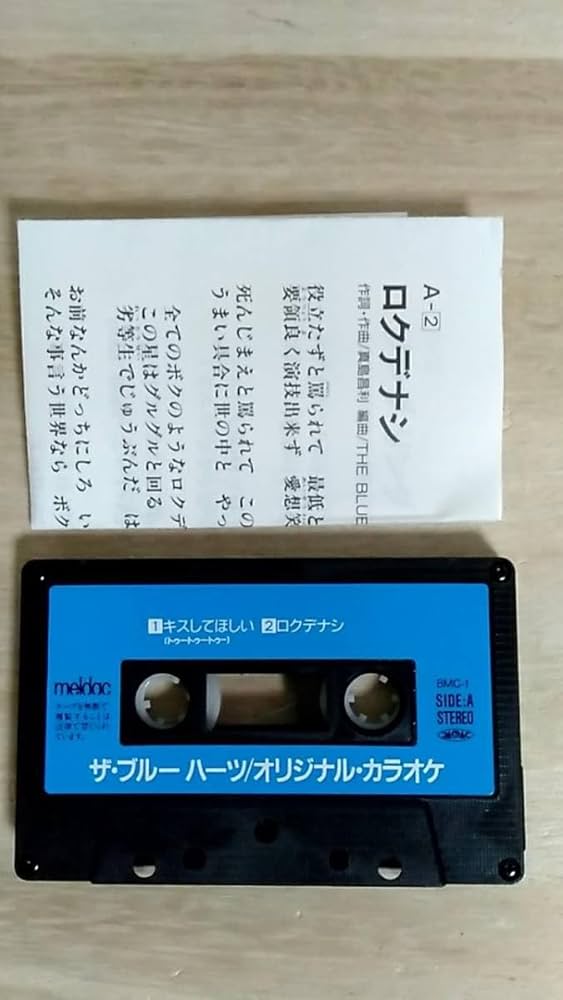 A-2
ロクデナシ
作詞・作曲/真島昌利 編曲/THE BLUE
役立たずと罵られて 最低と
要領良く演技出来ず 愛想笑
死んじまえと罵られて この
うまい具合に世の中と やっ
全てのボクのようなロクデ
この星はグルグルと回る
劣等生でじゅうぶんだ は
お前なんかどっちにしろ い
そんな事言う世界なら ボク
1キスしてほしい 2ロクデナシ
(トゥートゥートゥー)
meldac
BMC-1
SIDE:A
STEREO
ザ・ブルー ハーツ/オリジナル・カラオケ